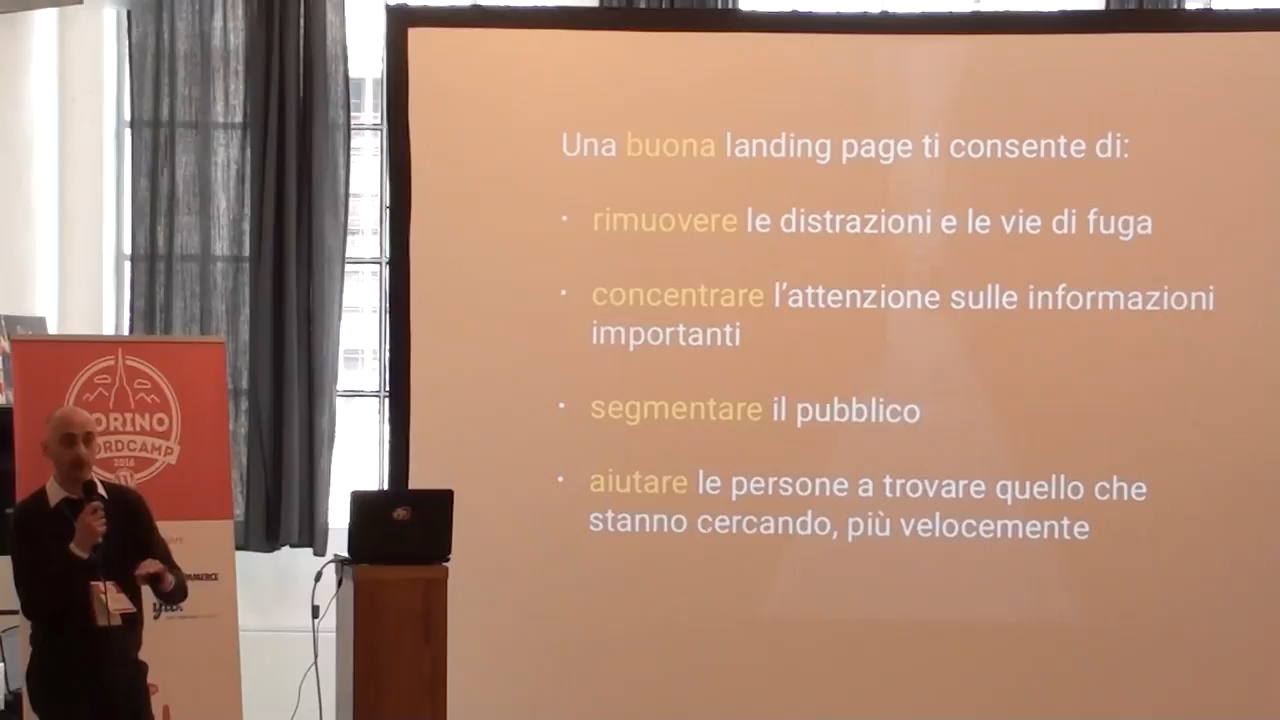 Una buona landing page ti consente di:
· rimuovere le distrazioni e le vie di fuga
· concentrare l'attenzione sulle informazioni
importanti
· segmentare il pubblico
· aiutare le persone a trovare quello che
stanno cercando, più velocemente
2016